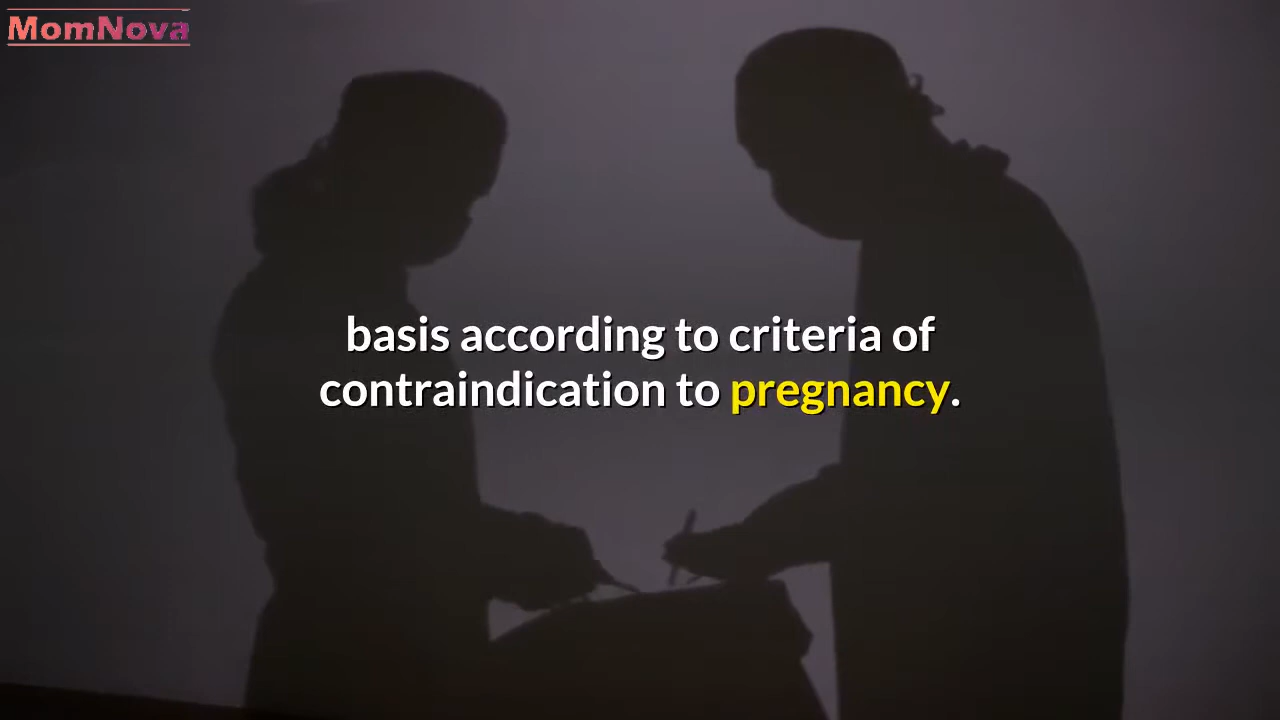 MomNova
basis according to criteria of
contraindication to pregnancy.